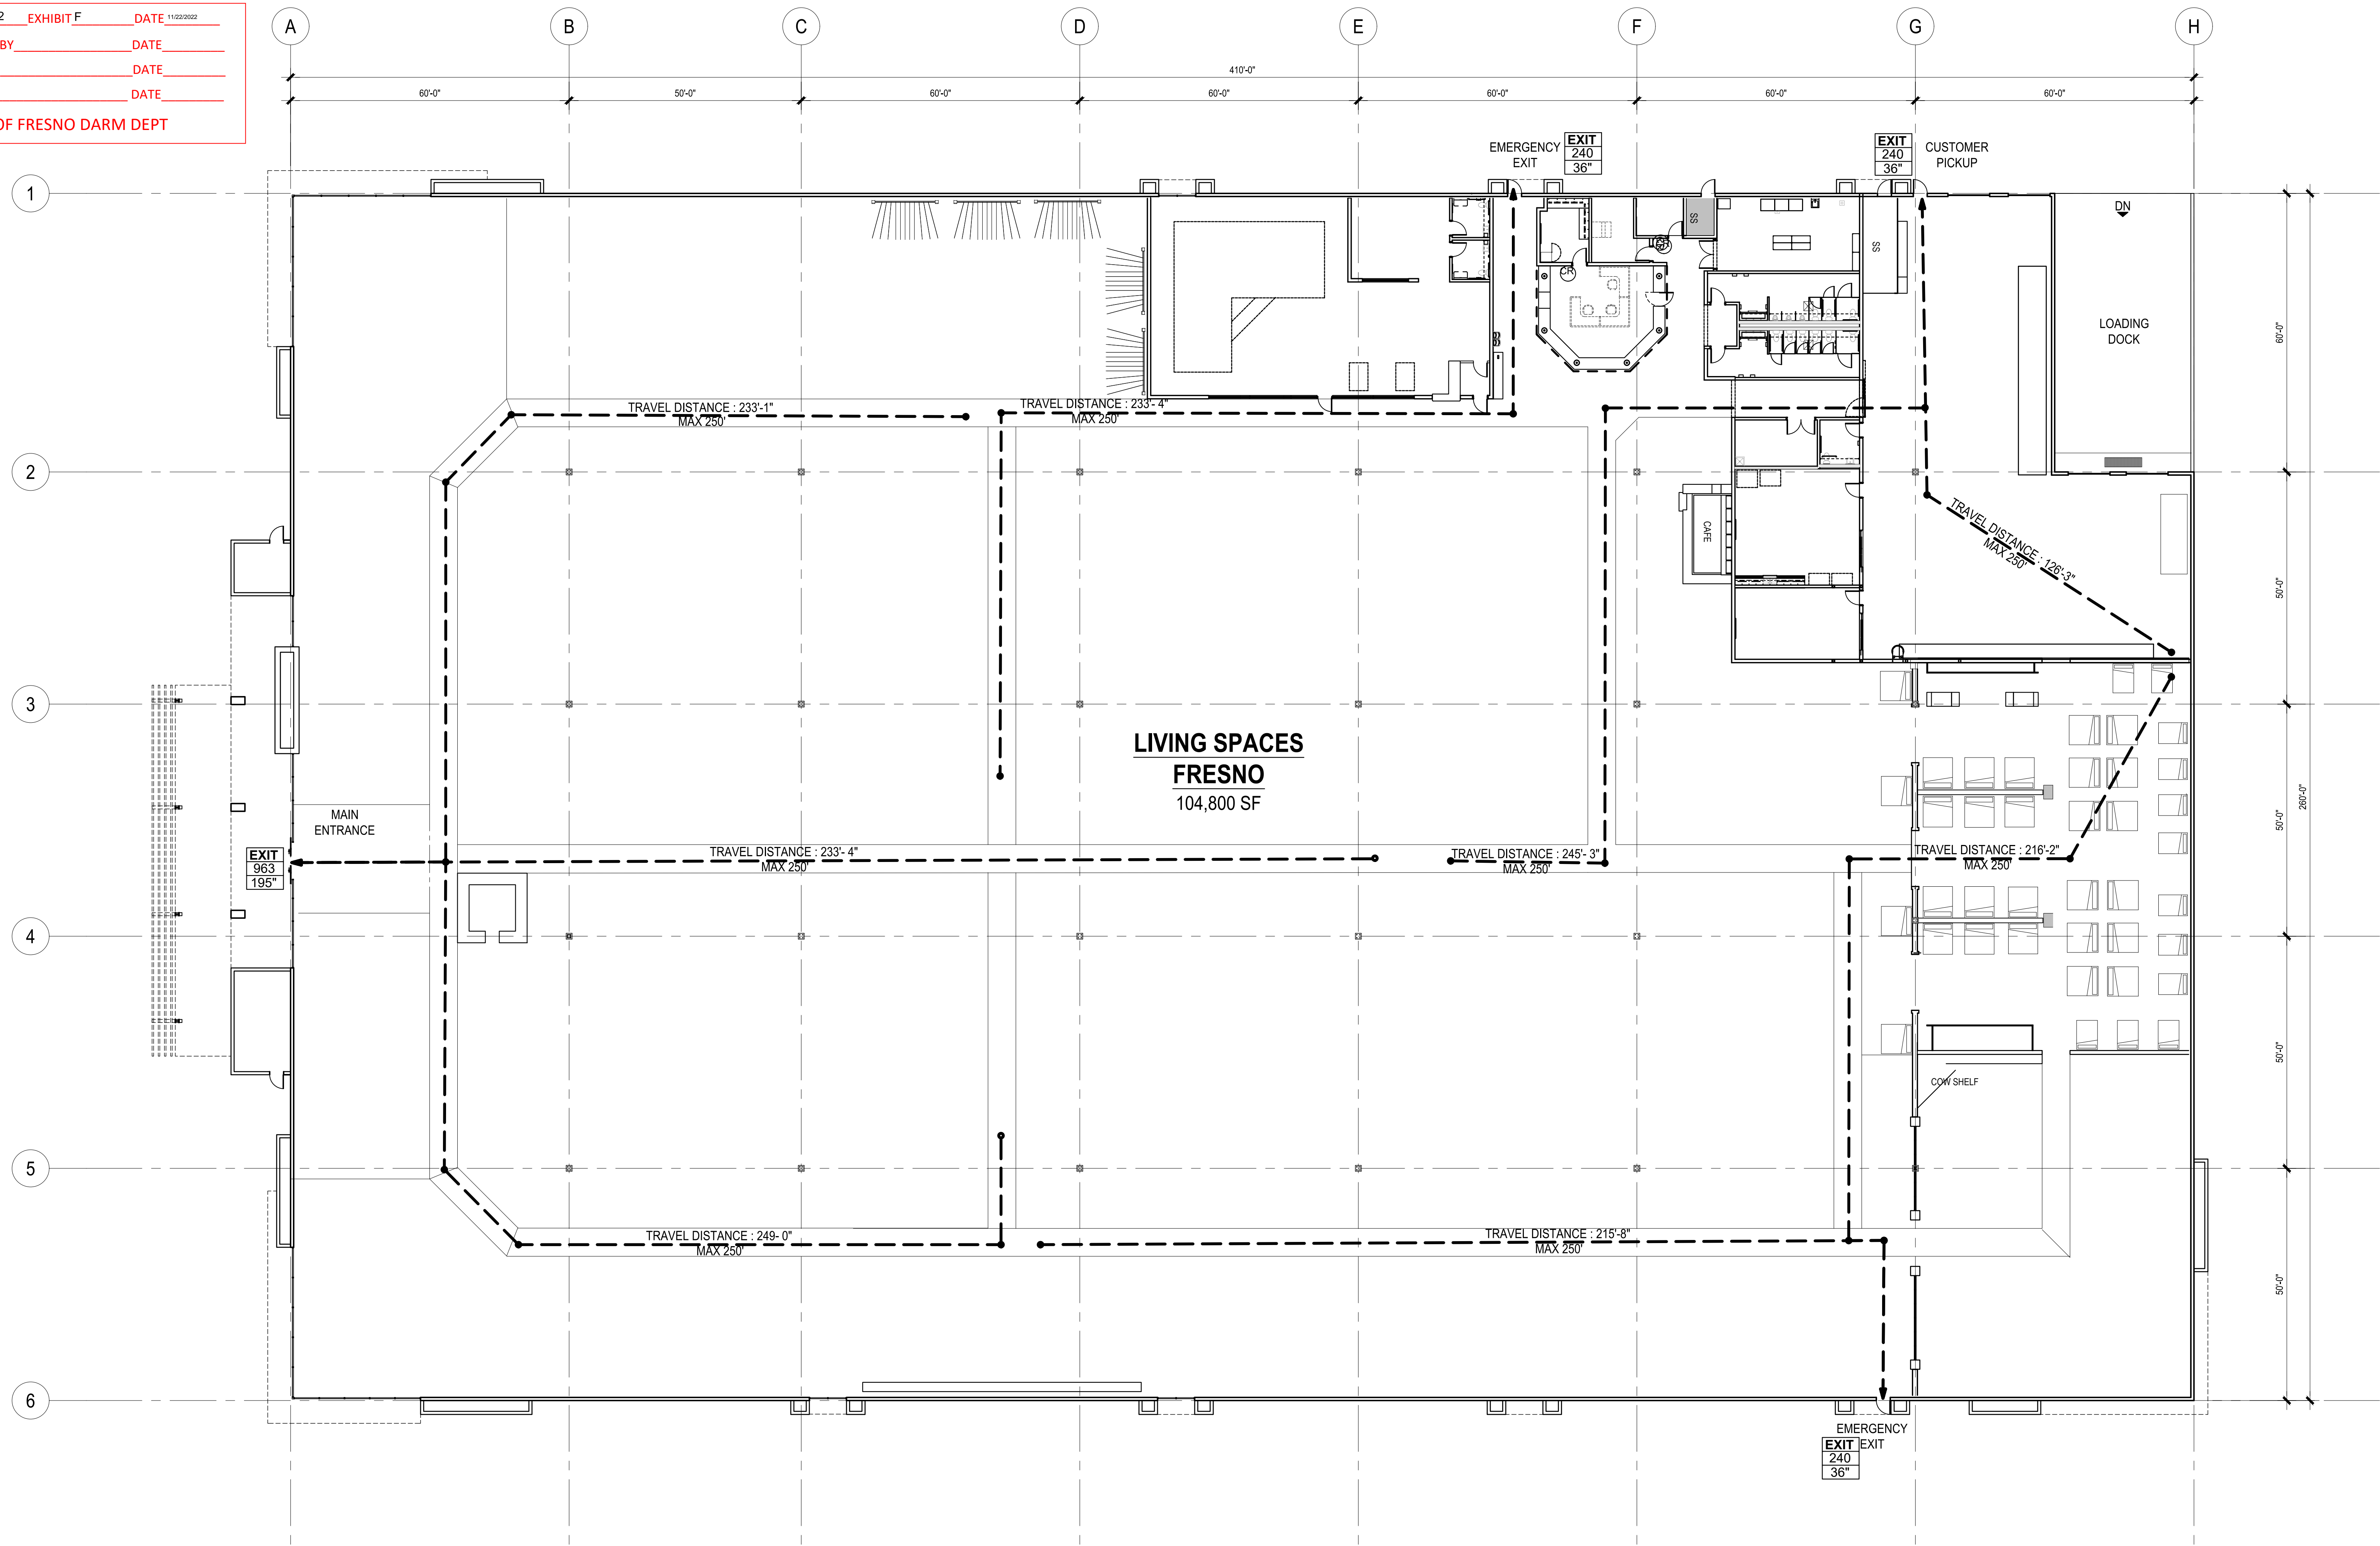 2 EXHIBIT F DATE 11/22/2022
BY DATE
DATE
DATE
OF FRESNO DARM DEPT
A
B
C
D
E
F
G
H
410'-0"
60'-0"
50'-0"
60'-0"
60'-0"
60'-0"
60'-0"
60'-0"
EMERGENCY
EXIT
EXIT
240
36"
EXIT
240
36"
CUSTOMER
PICKUP
1
SS
SS
DN
CR
LOADING
DOCK
60'-0"
TRAVEL DISTANCE : 233'-1"
MAX 250'
TRAVEL DISTANCE : 233'- 4"
MAX 250'
2
CAFE
TRAVEL DISTANCE : 126'-3"
MAX 250'
50'-0"
3
LIVING SPACES
FRESNO
104,800 SF
MAIN
ENTRANCE
EXIT
963
195"
TRAVEL DISTANCE : 233'- 4"
MAX 250'
TRAVEL DISTANCE : 245'- 3"
MAX 250'
TRAVEL DISTANCE : 216'-2"
MAX 250'
50'-0"
260'-0"
4
COW SHELF
50'-0"
5
TRAVEL DISTANCE : 249'- 0"
MAX 250'
TRAVEL DISTANCE : 215'-8"
MAX 250'
50'-0"
6
EMERGENCY
EXIT
EXIT
240
36"